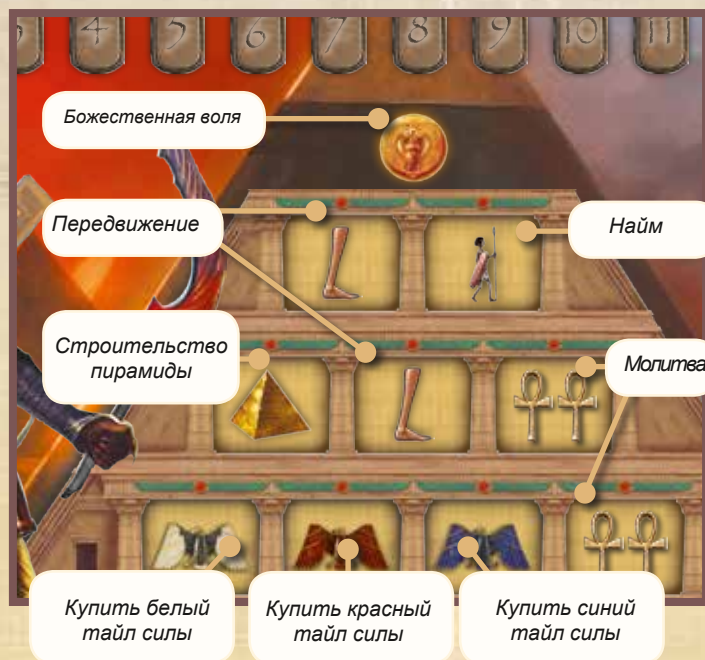 4 5 6 7 8 9 10 11
Божественная воля
Передвижение
Найм
Строительство
пирамиды
Молитва
Купить белый
тайл силы
Купить красный
тайл силы
Купить синий
тайл силы